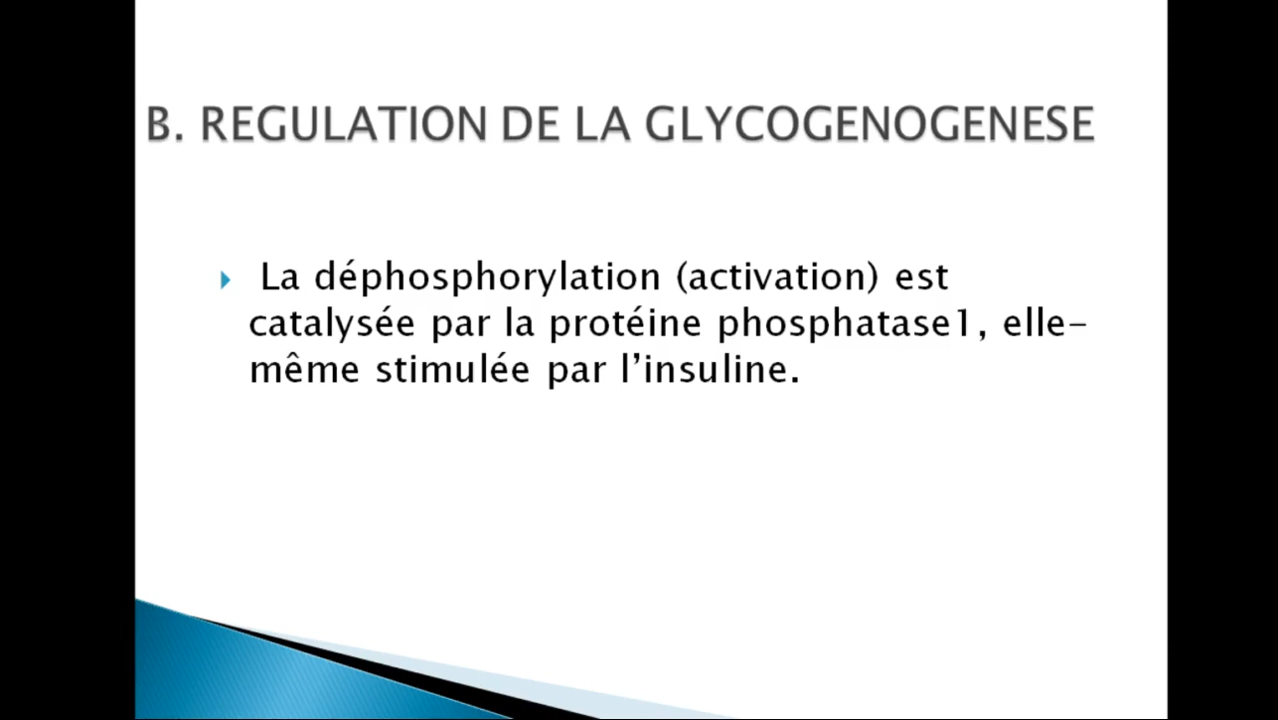 B. REGULATION DE LA GLYCOGENOGENESE
La déphosphorylation (activation) est
catalysée par la protéine phosphatase1, elle-
même stimulée par l’insuline.